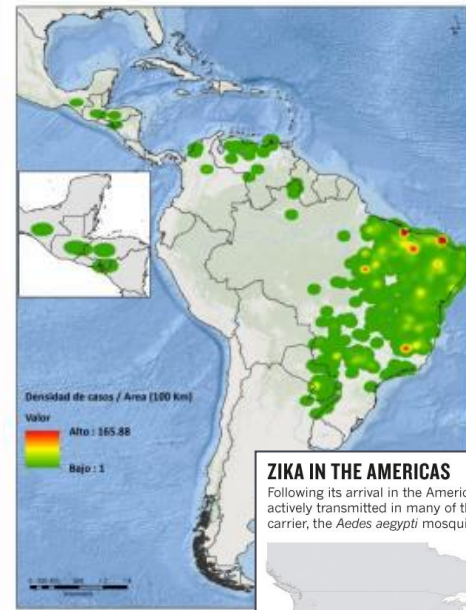 Densidad de casos / Area (100 Km)
Valor
Alto : 165.88
Bajo : 1
ZIKA IN THE AMERICAS
Following its arrival in the Americ
actively transmitted in many of th
carrier, the Aedes aegypti mosqui